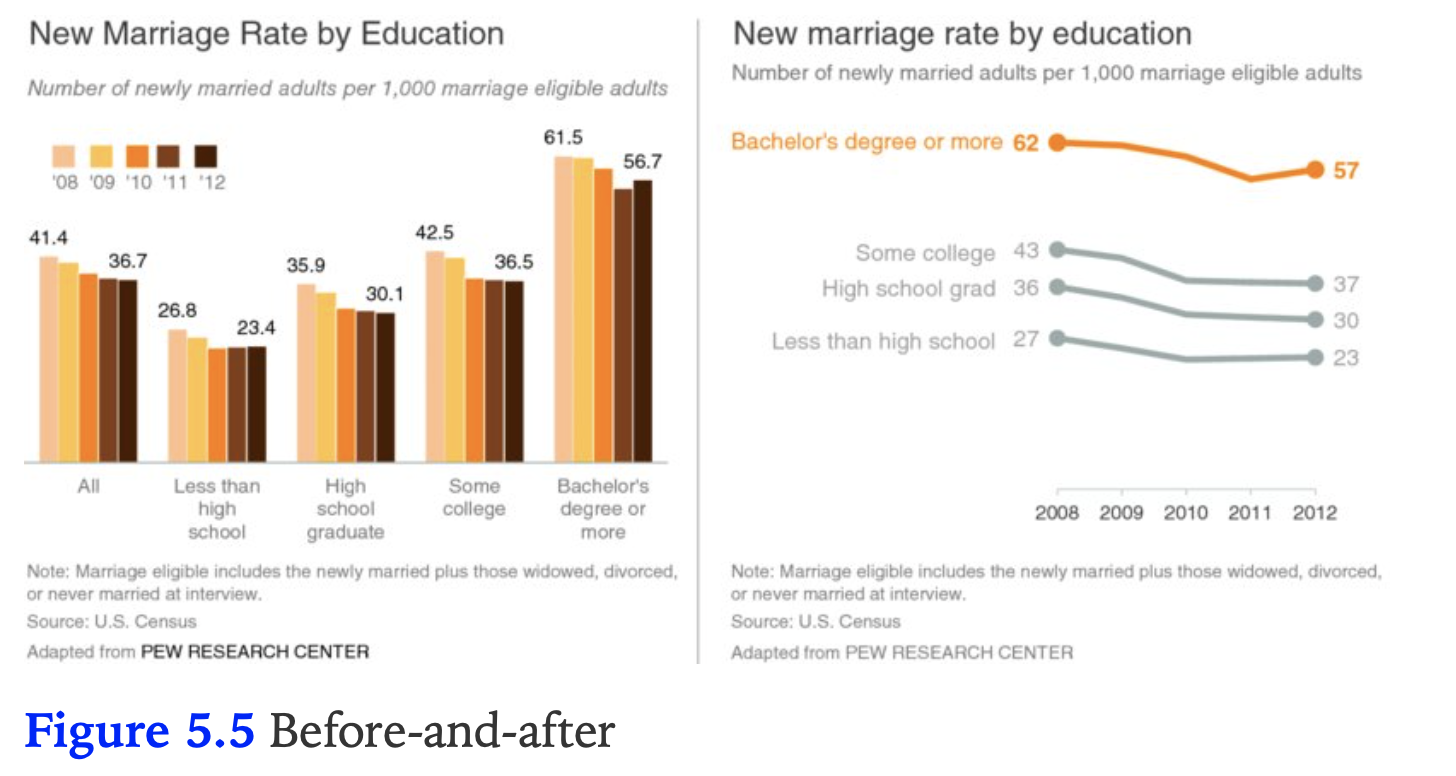 New Marriage Rate by Education
Number of newly married adults per 1,000 marriage eligible adults
'08 '09 '10 '11 '12
41.4
36.7
26.8
23.4
35.9
30.1
42.5
36.5
61.5
56.7
All
Less than
high
school
High
school
graduate
Some
college
Bachelor's
degree or
more
Note: Marriage eligible includes the newly married plus those widowed, divorced,
or never married at interview.
Source: U.S. Census
Adapted from PEW RESEARCH CENTER
New marriage rate by education
Number of newly married adults per 1,000 marriage eligible adults
Bachelor's degree or more 62
57
Some college 43
37
High school grad 36
30
Less than high school 27
23
2008 2009 2010 2011 2012
Note: Marriage eligible includes the newly married plus those widowed, divorced,
or never married at interview.
Source: U.S. Census
Adapted from PEW RESEARCH CENTER
Figure 5.5 Before-and-after